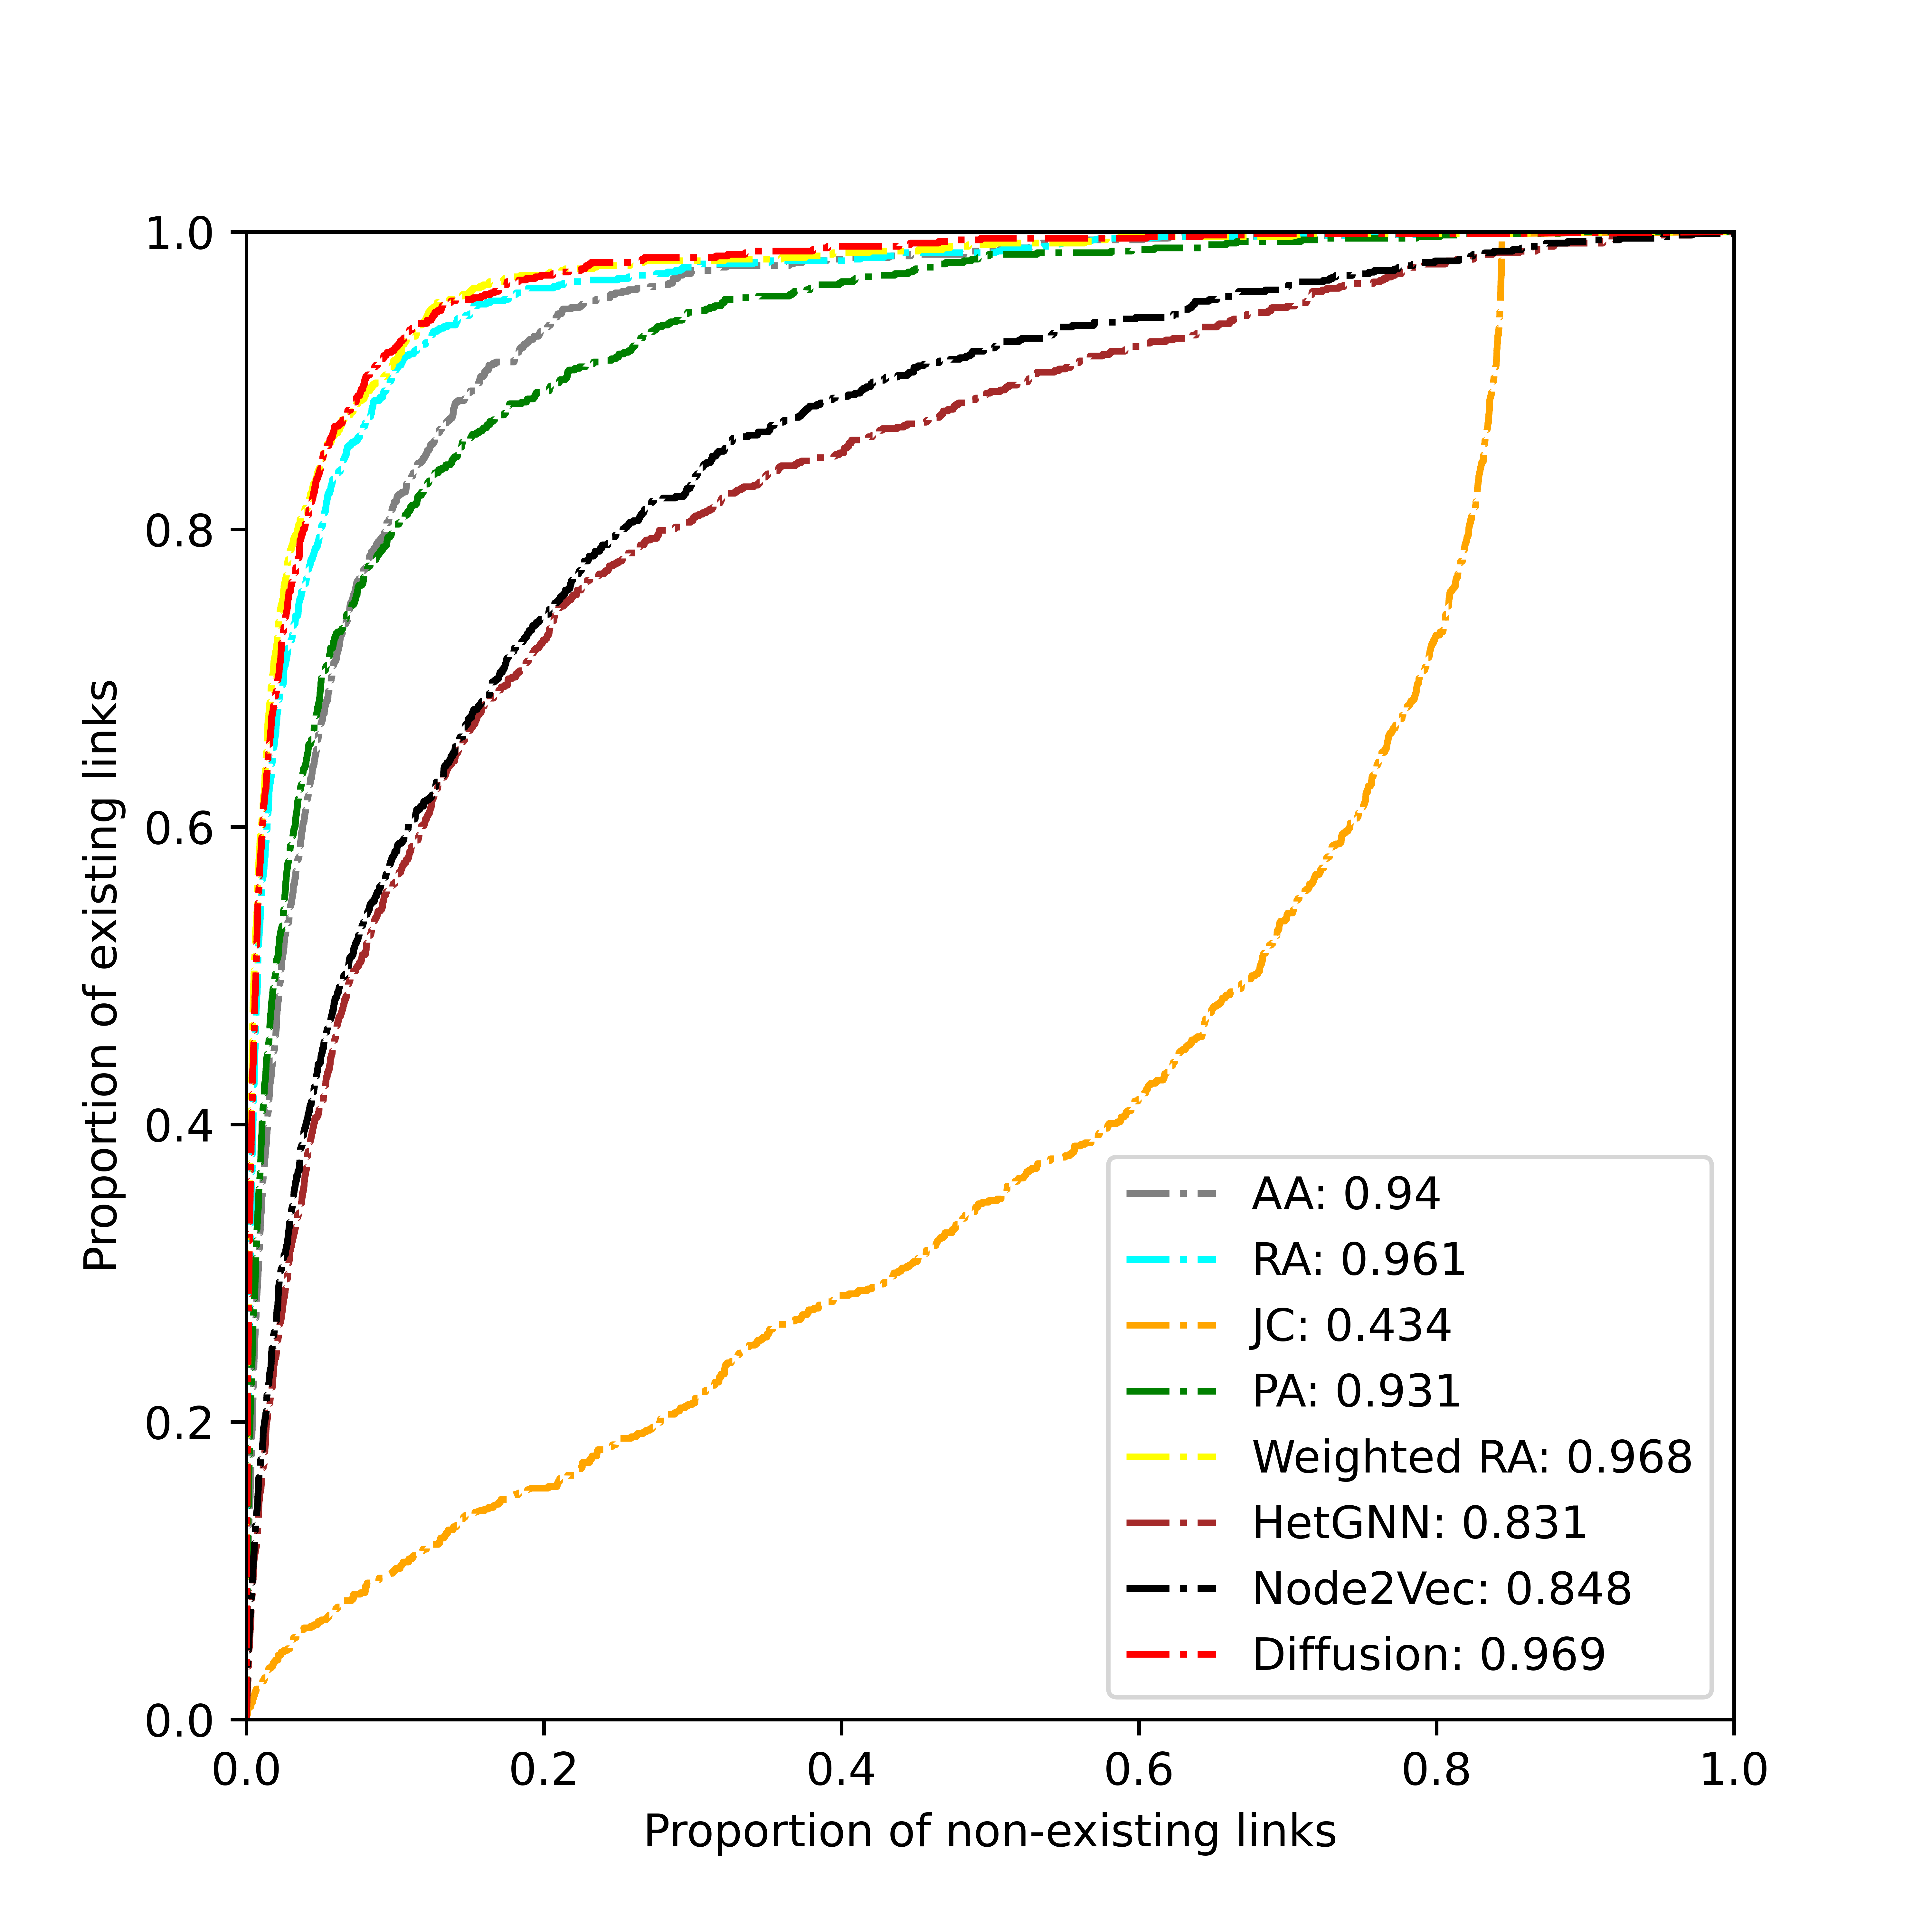 1.0
0.8
0.6
0.4
0.2
0.0
Proportion of existing links
AA: 0.94
RA: 0.961
JC: 0.434
PA: 0.931
Weighted RA: 0.968
HetGNN: 0.831
Node2Vec: 0.848
Diffusion: 0.969
0.0 0.2 0.4 0.6 0.8 1.0
Proportion of non-existing links